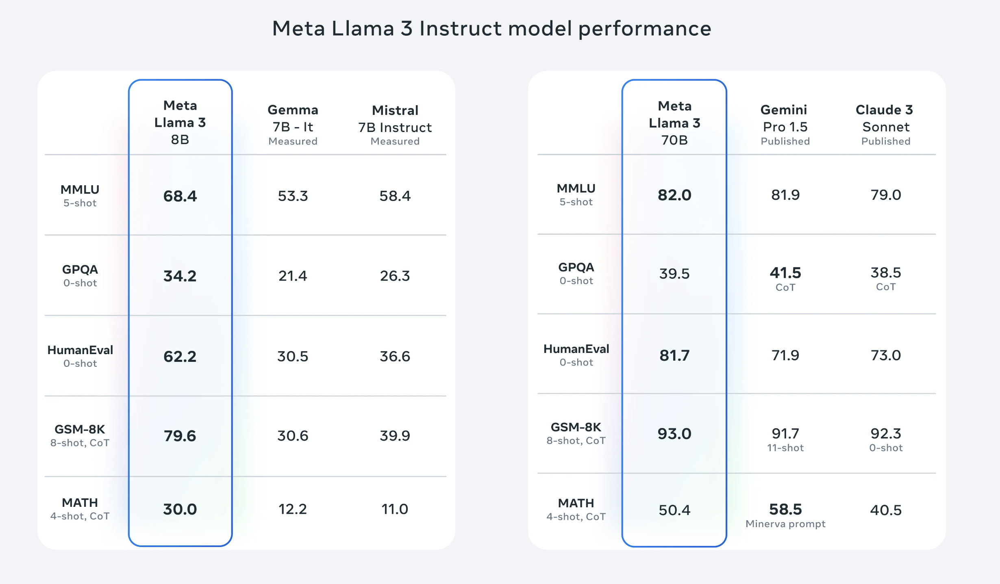 Meta Llama 3 Instruct model performance
Meta
Llama 3
8B
Gemma
7B - It
Measured
Mistral
7B Instruct
Measured
MMLU
5-shot
68.4
53.3
58.4
GPQA
0-shot
34.2
21.4
26.3
HumanEval
0-shot
62.2
30.5
36.6
GSM-8K
8-shot, CoT
79.6
30.6
39.9
MATH
4-shot, CoT
30.0
12.2
11.0
Meta
Llama 3
70B
Gemini
Pro 1.5
Published
Claude 3
Sonnet
Published
MMLU
5-shot
82.0
81.9
79.0
GPQA
0-shot
39.5
41.5
CoT
38.5
CoT
HumanEval
0-shot
81.7
71.9
73.0
GSM-8K
8-shot, CoT
93.0
91.7
11-shot
92.3
0-shot
MATH
4-shot, CoT
50.4
58.5
Minerva prompt
40.5